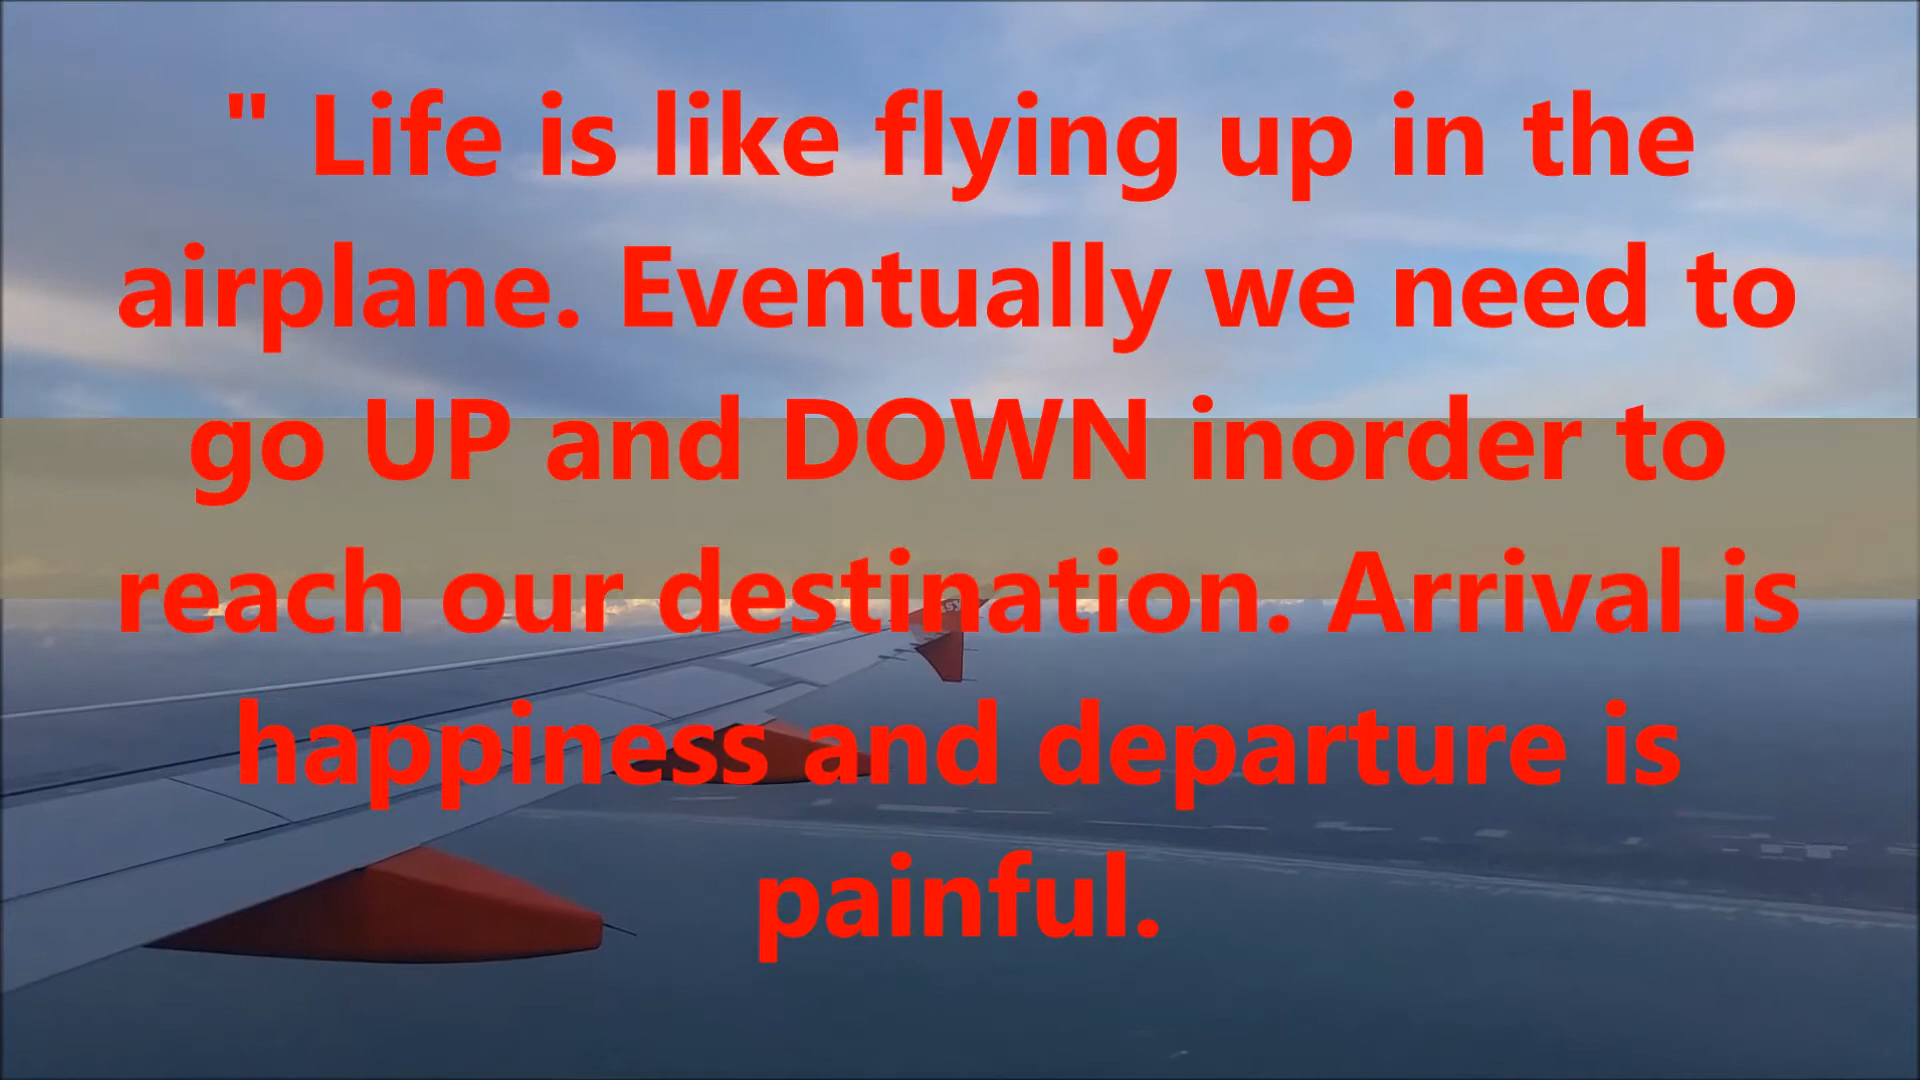 " Life is like flying up in the
airplane. Eventually we need to
go UP and DOWN inorder to
reach our destination. Arrival is
happiness and departure is
painful.